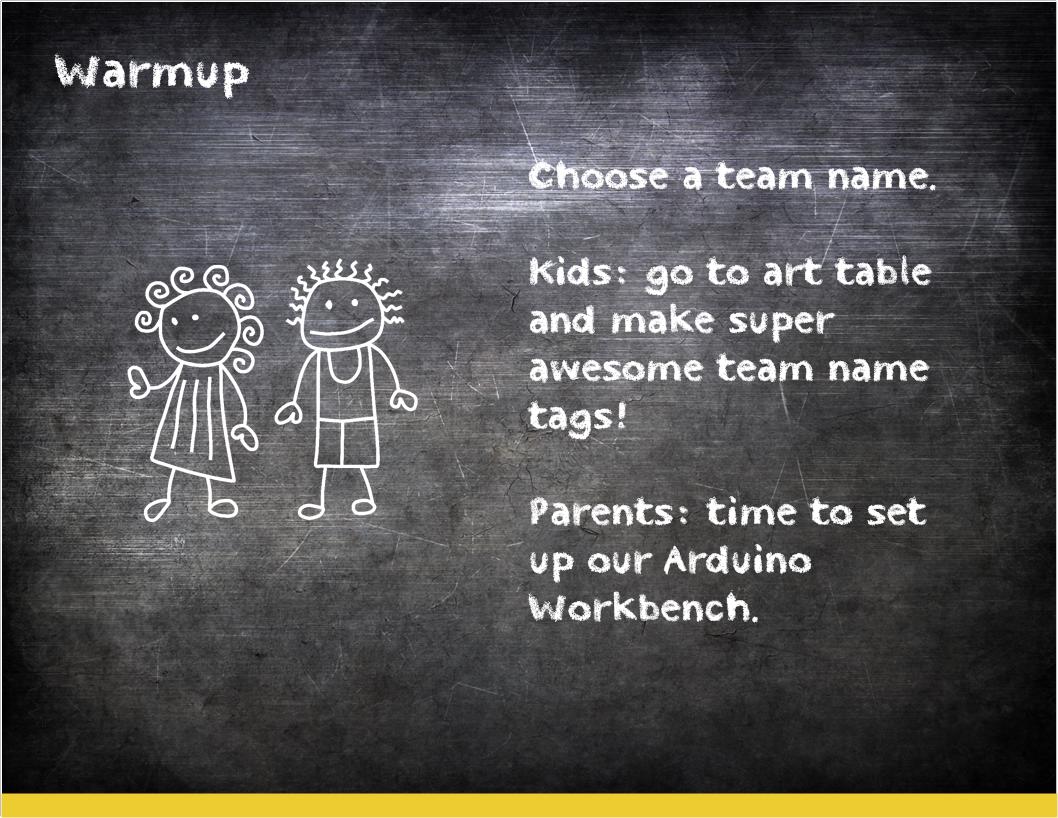 Warmup
Choose a team name.
Kids: go to art table
and make super
awesome team name
tags!
Parents: time to set
up our Arduino
Workbench.